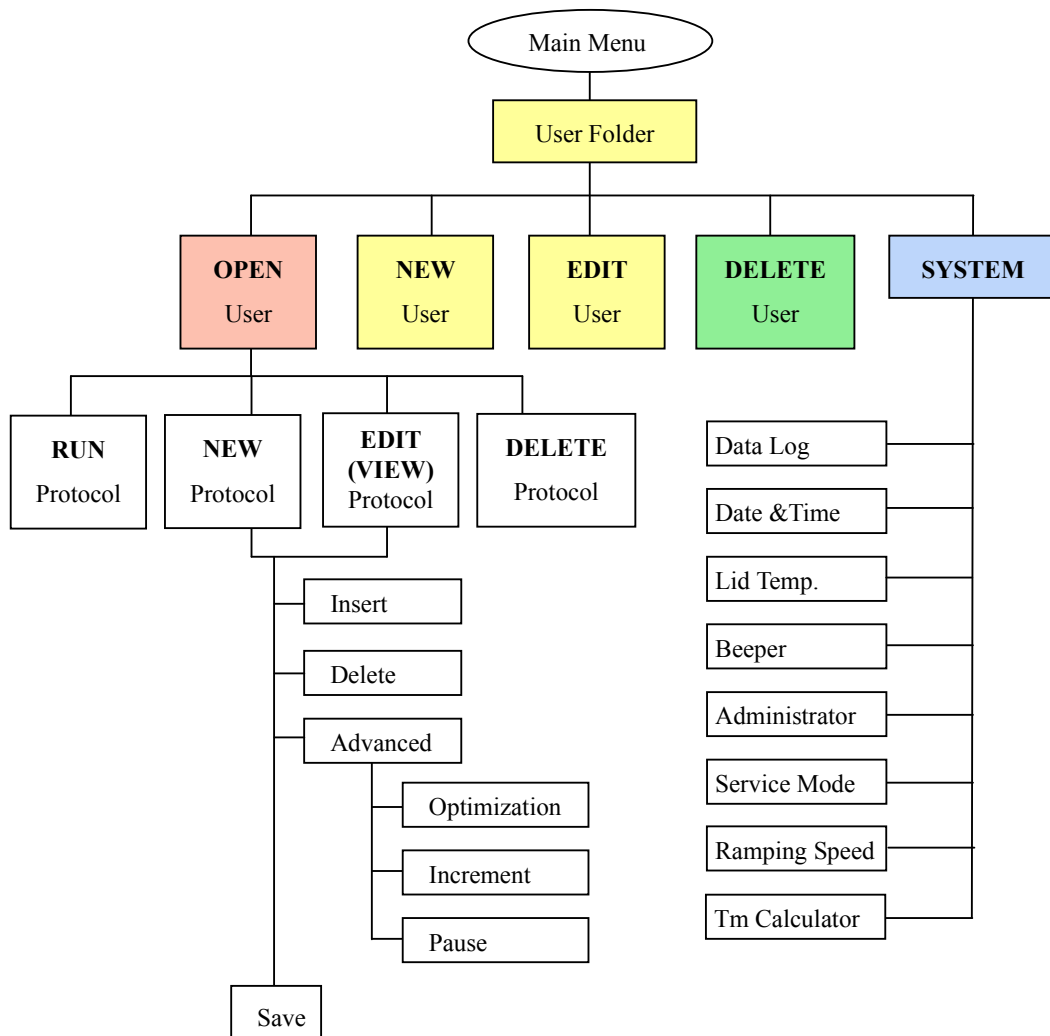 Main Menu
User Folder
OPEN
User
NEW
User
EDIT
User
DELETE
User
SYSTEM
RUN
Protocol
NEW
Protocol
EDIT
(VIEW)
Protocol
DELETE
Protocol
Insert
Delete
Advanced
Optimization
Increment
Pause
Save
Data Log
Date &Time
Lid Temp.
Beeper
Administrator
Service Mode
Ramping Speed
Tm Calculator